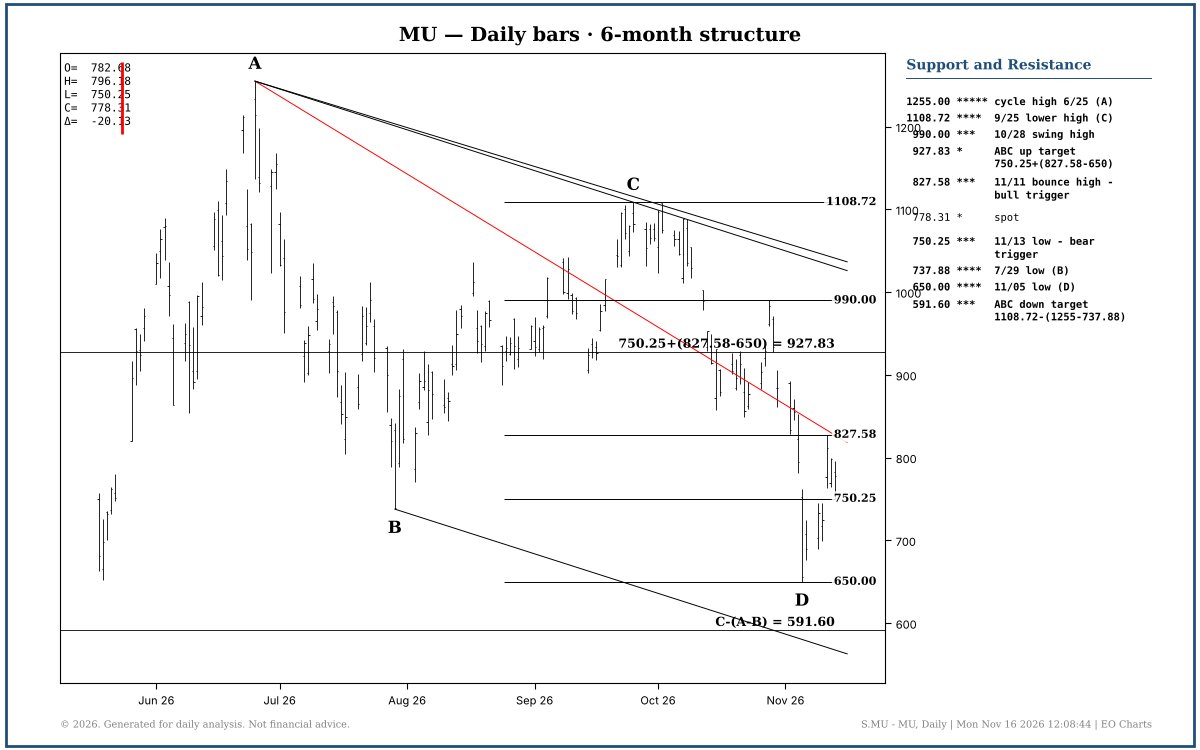 MU — Daily bars · 6-month structure
O= 782.68
H= 796.18
L= 750.25
C= 778.31
Δ= -20.13
A
C
B
D
1108.72
990.00
750.25+(827.58-650) = 927.83
827.58
750.25
650.00
C-(A-B) = 591.60
1200
1100
1000
900
800
700
600
Jun 26
Jul 26
Aug 26
Sep 26
Oct 26
Nov 26
Support and Resistance
1255.00 ***** cycle high 6/25 (A)
1108.72 **** 9/25 lower high (C)
990.00 *** 10/28 swing high
927.83 * ABC up target
750.25+(827.58-650)
827.58 *** 11/11 bounce high -
bull trigger
778.31 * spot
750.25 *** 11/13 low - bear
trigger
737.88 **** 7/29 low (B)
650.00 **** 11/05 low (D)
591.60 *** ABC down target
1108.72-(1255-737.88)
© 2026. Generated for daily analysis. Not financial advice.
S.MU - MU, Daily | Mon Nov 16 2026 12:08:44 | EO Charts